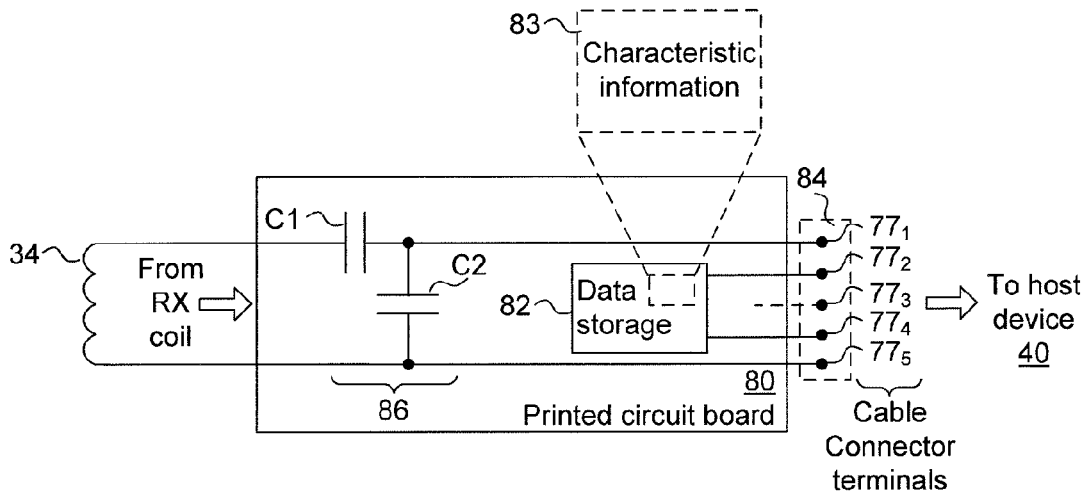 83
Characteristic
information
84
C1
C2
34
From
RX
coil
82
Data
storage
77₁
77₂
77₃
77₄
77₅
To host
device
40
86
80
Printed circuit board
Cable
Connector
terminals